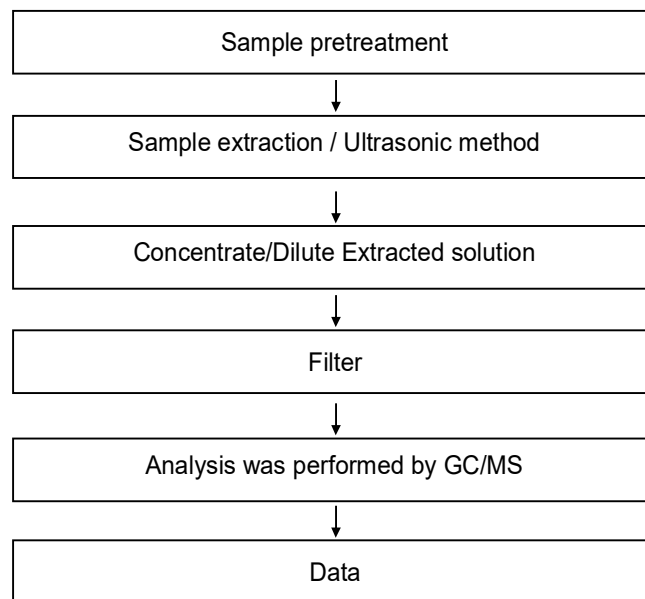 Sample pretreatment
Sample extraction / Ultrasonic method
Concentrate/Dilute Extracted solution
Filter
Analysis was performed by GC/MS
Data